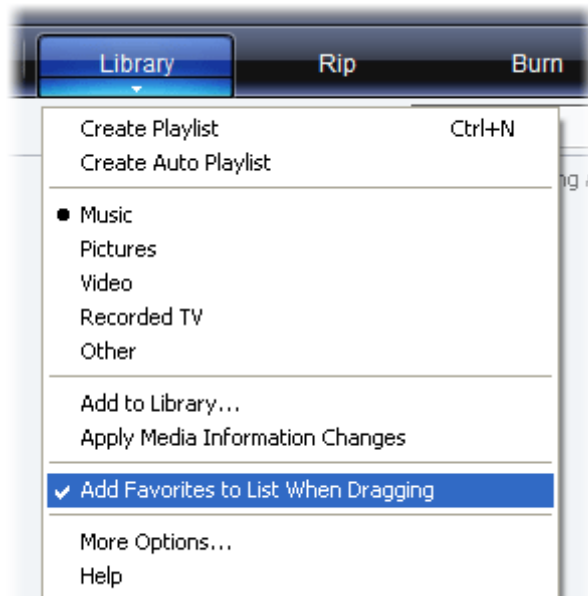 Library Rip Burn
Create Playlist Ctrl+N
Create Auto Playlist
Music
Pictures
Video
Recorded TV
Other
Add to Library...
Apply Media Information Changes
Add Favorites to List When Dragging
More Options...
Help